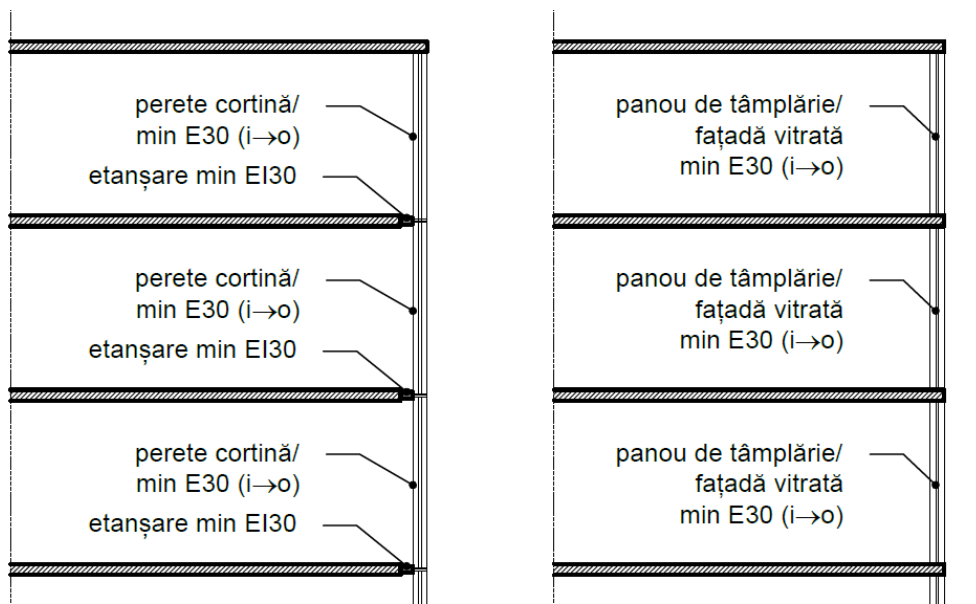 perete cortină/
min E30 (i→o)
etanșare min EI30
perete cortină/
min E30 (i→o)
etanșare min EI30
perete cortină/
min E30 (i→o)
etanșare min EI30
panou de tâmplărie/
fațadă vitrată
min E30 (i→o)
panou de tâmplărie/
fațadă vitrată
min E30 (i→o)
panou de tâmplărie/
fațadă vitrată
min E30 (i→o)